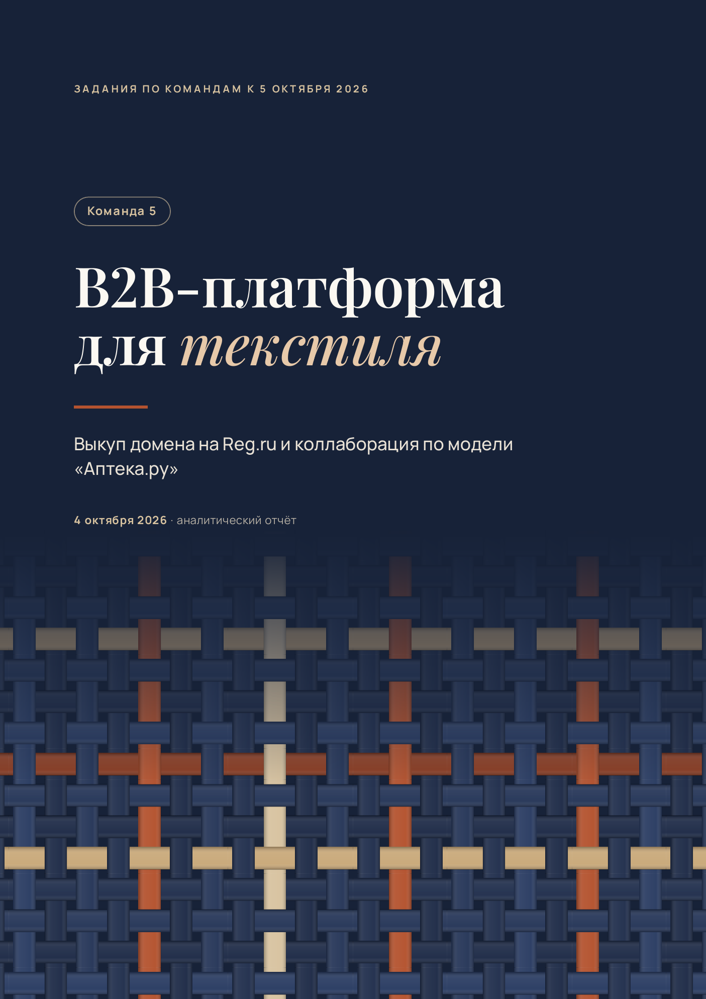 ЗАДАНИЯ ПО КОМАНДАМ К 5 ОКТЯБРЯ 2026
Команда 5
B2B-платформа
для текстиля
Выкуп домена на Reg.ru и коллаборация по модели
«Аптека.ру»
4 октября 2026 · аналитический отчёт